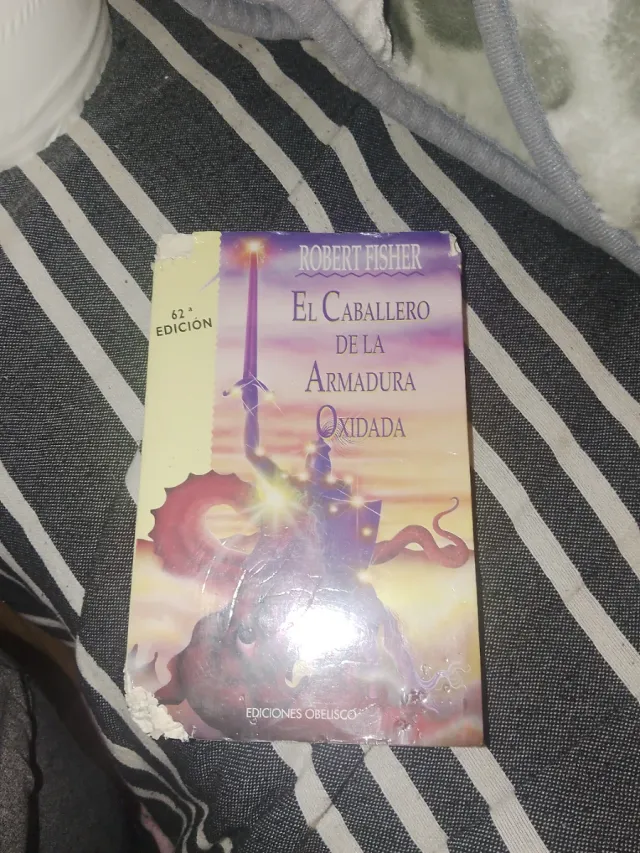 ROBERT FISHER
EL CABALLERO
DE LA
ARMADURA
OXIDADA
62ª
EDICIÓN
EDICIONES OBELISCO